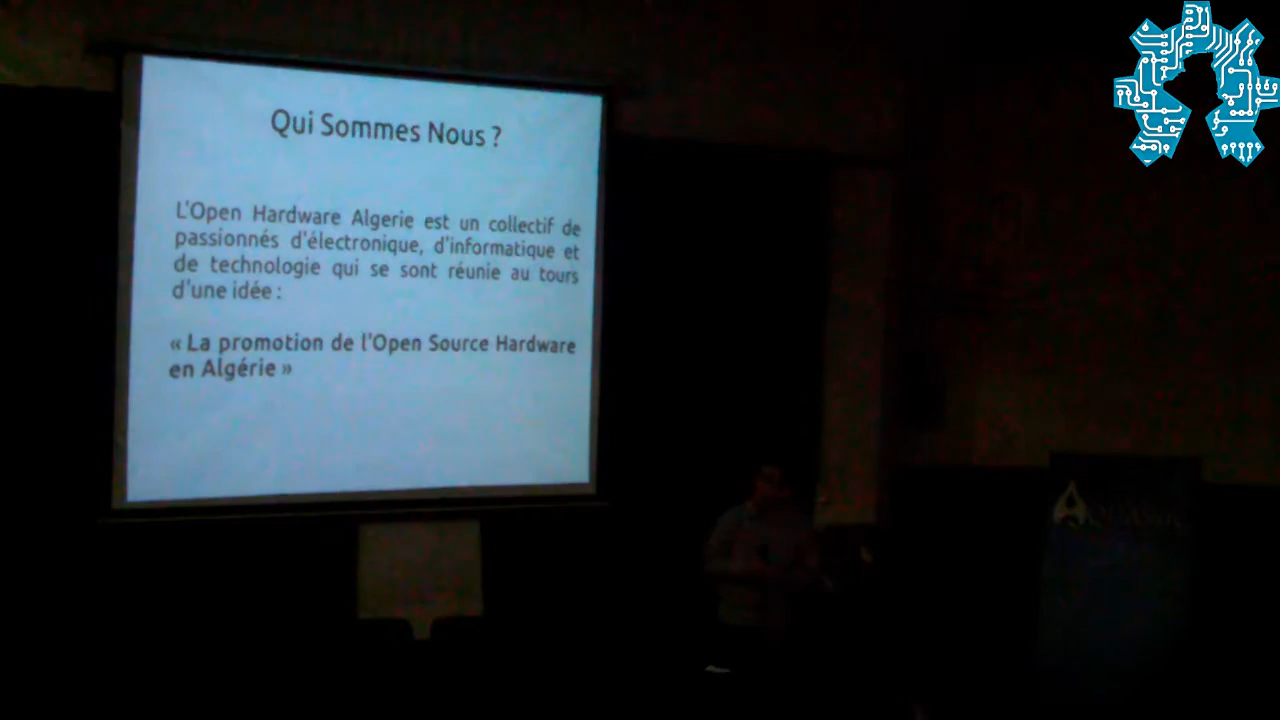 Qui Sommes Nous ?
L'Open Hardware Algerie est un collectif de
passionnés d'électronique, d'informatique et
de technologie qui se sont réunie au tours
d'une idée :
« La promotion de l'Open Source Hardware
en Algérie »